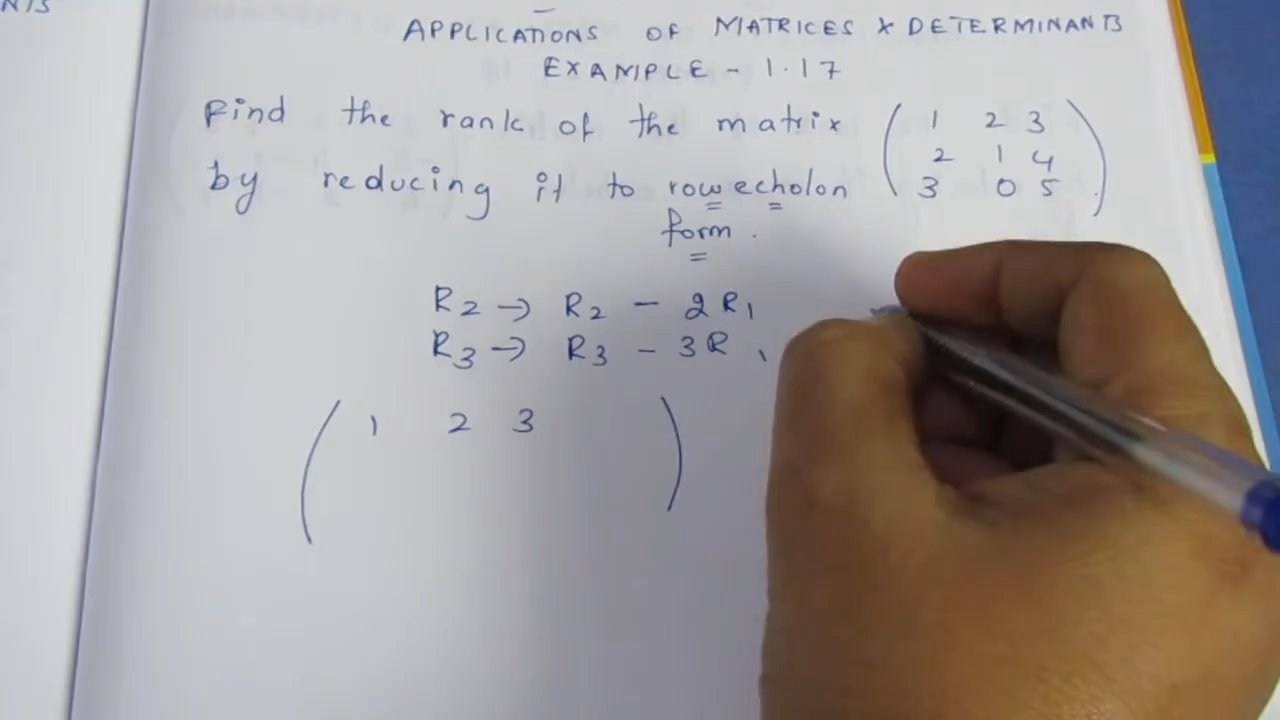 NTS
APPLICATIONS OF MATRICES & DETERMINANTS
EXAMPLE - 1.17
Find the rank of the matrix ( 1 2 3
2 1 4
by reducing it to row echolon 3 0 5 )
form.
R2 → R2 - 2R1
R3 → R3 - 3R1
( 1 2 3 )